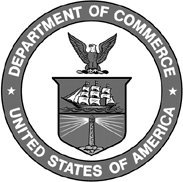 DEPARTMENT OF COMMERCE
UNITED STATES OF AMERICA